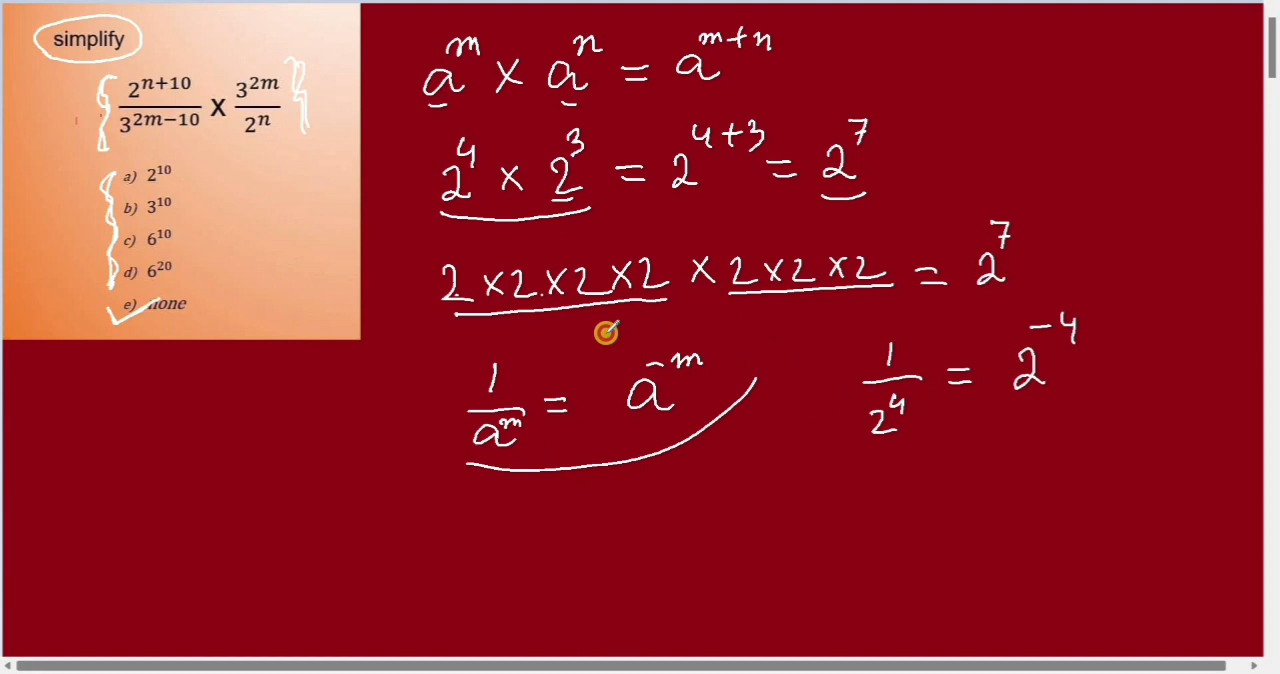 simplify
2^{n+10}/3^{2m−10} X 3^{2m}/2^n
a) 2^{10}
b) 3^{10}
c) 6^{10}
d) 6^{20}
e) none
a^m × a^n = a^{m+n}
2^4 × 2^3 = 2^{4+3} = 2^7
2 × 2 × 2 × 2 × 2 × 2 × 2 = 2^7
1/a^m = a^{-m}
1/2^4 = 2^{-4}